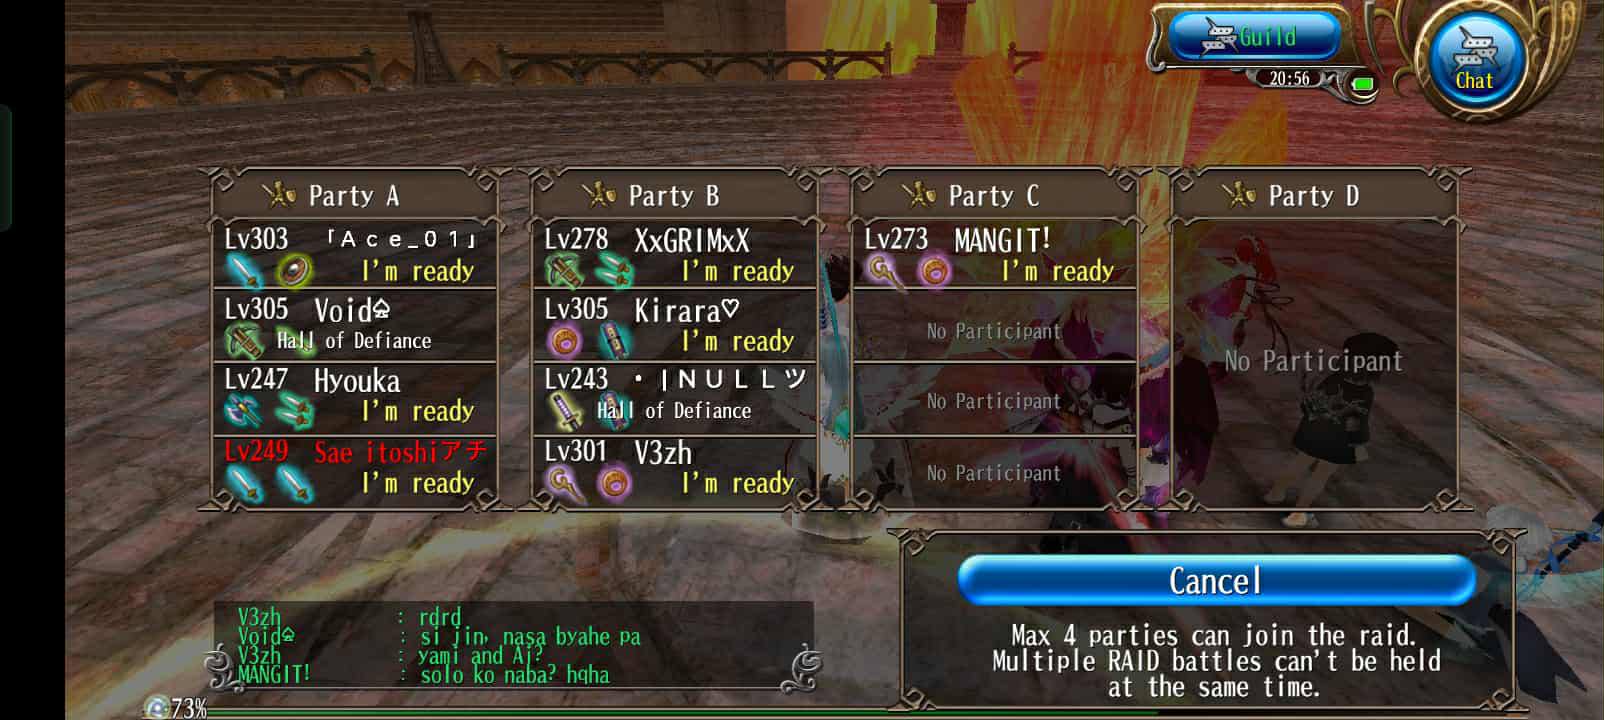 Guild
20:56
Chat
Party A
Lv303 「Ace_01」
I'm ready
Lv305 Void♤
Hall of Defiance
Lv247 Hyouka
I'm ready
Lv249 Sae itoshiアチ
I'm ready
Party B
Lv278 XxGRIMxX
I'm ready
Lv305 Kirara♡
I'm ready
Lv243 ・|NULLツ
Hall of Defiance
Lv301 V3zh
I'm ready
Party C
Lv273 MANGIT!
I'm ready
No Participant
No Participant
No Participant
Party D
No Participant
Cancel
Max 4 parties can join the raid.
Multiple RAID battles can't be held
at the same time.
V3zh : rdrd
Void♤ : si jin, nasa byahe pa
V3zh : yami and Aj?
MANGIT! : solo ko naba? hqha
73%